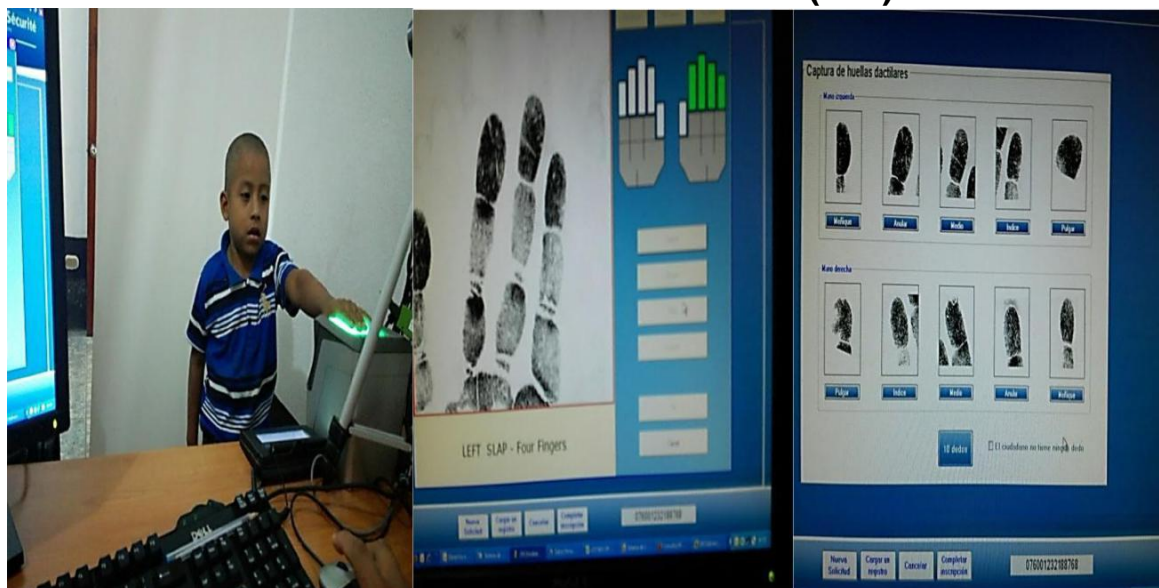 Sécurité
DELL
LEFT SLAP - Four Fingers
Nueva Solicitud
Cargar un registro
Cancelar
Completar inscripción
076001232188768
Captura de huellas dactilares
Mano izquierda
Meñique
Anular
Medio
Indice
Pulgar
Mano derecha
Pulgar
Indice
Medio
Anular
Meñique
10 dedos
El ciudadano no tiene ningún dedo
Nueva Solicitud
Cargar un registro
Cancelar
Completar inscripción
076001232188768